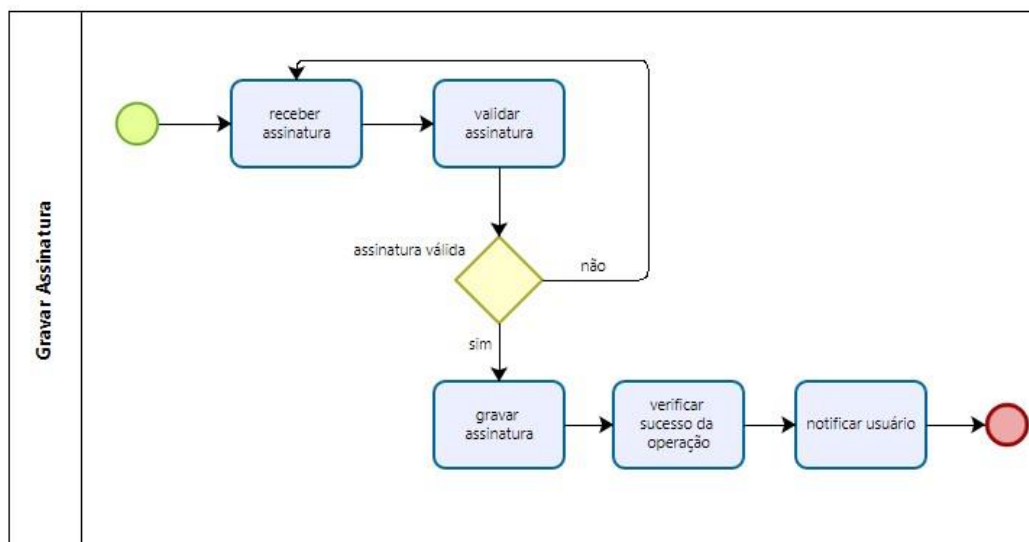 Gravar Assinatura
receber
assinatura
validar
assinatura
assinatura válida
não
sim
gravar
assinatura
verificar
sucesso da
operação
notificar usuário